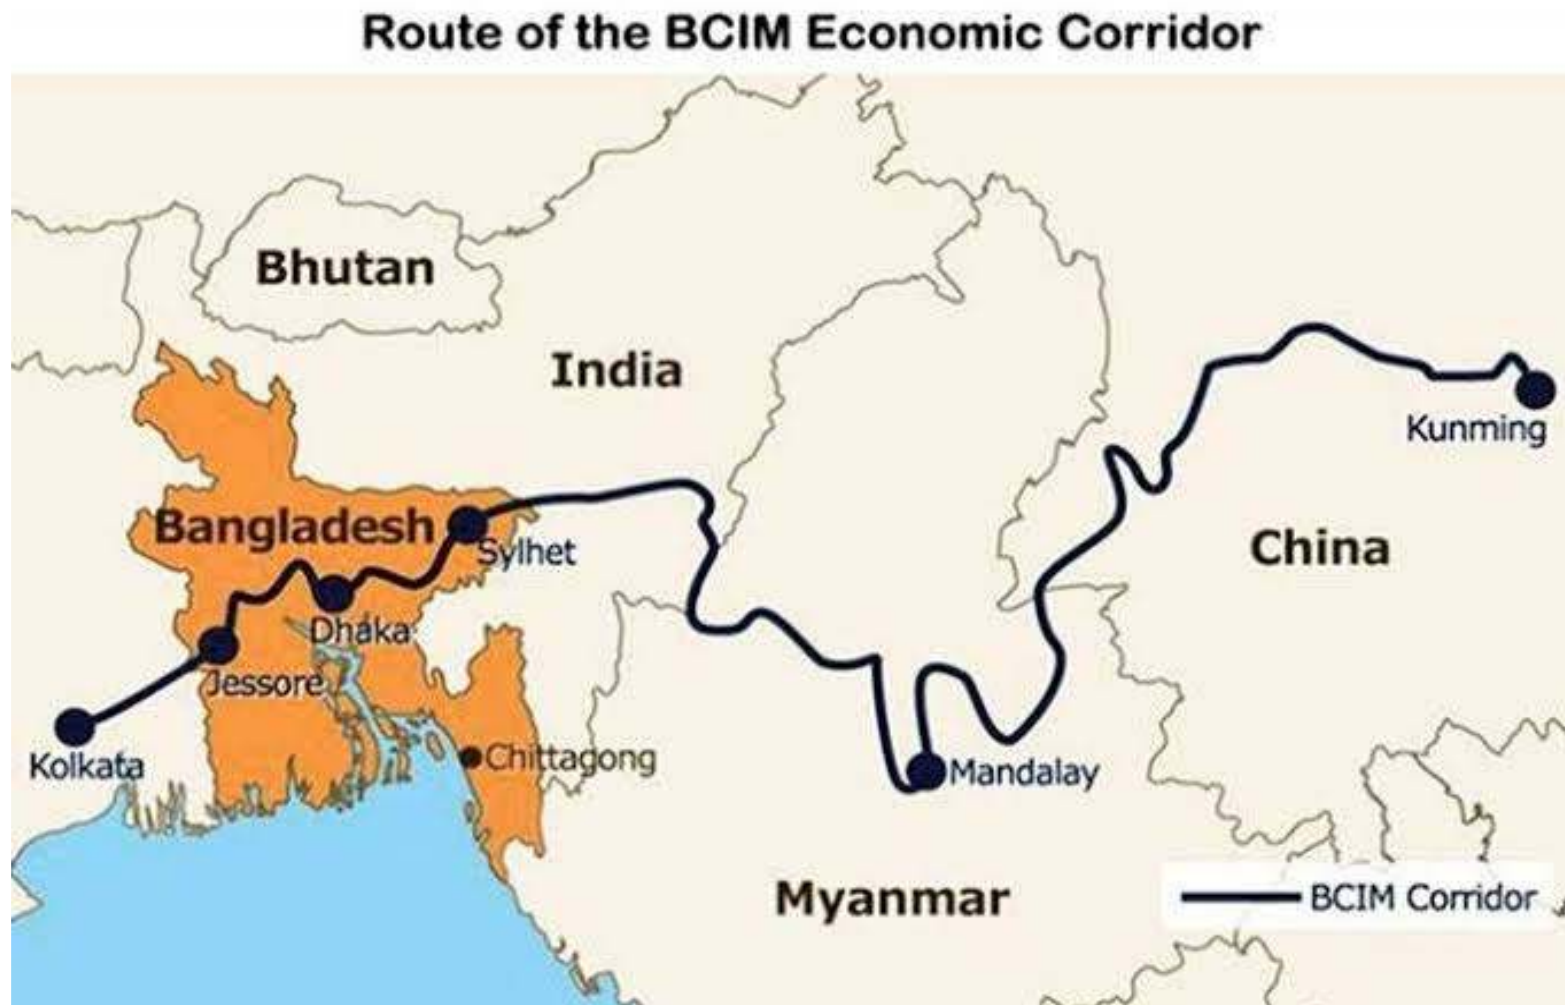 Route of the BCIM Economic Corridor
Bhutan
India
Kunming
Bangladesh
Sylhet
China
Dhaka
Jessore
Kolkata
Chittagong
Mandalay
Myanmar
BCIM Corridor